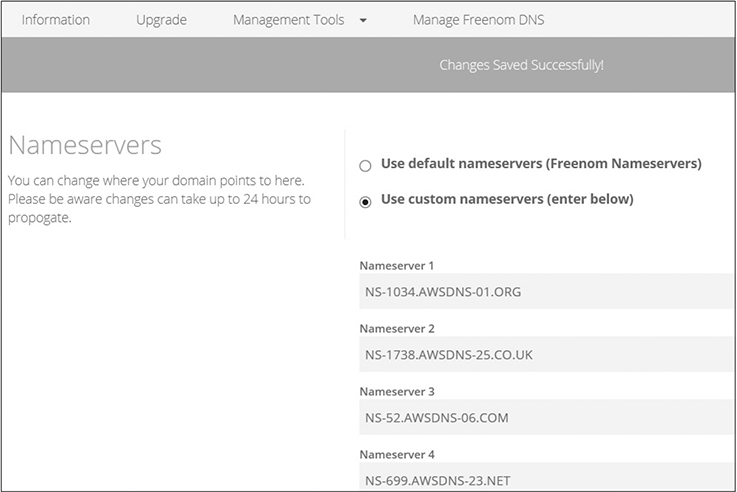 Information Upgrade Management Tools Manage Freenom DNS
Changes Saved Successfully!
Nameservers
You can change where your domain points to here.
Please be aware changes can take up to 24 hours to
propogate.
Use default nameservers (Freenom Nameservers)
Use custom nameservers (enter below)
Nameserver 1
NS-1034.AWSDNS-01.ORG
Nameserver 2
NS-1738.AWSDNS-25.CO.UK
Nameserver 3
NS-52.AWSDNS-06.COM
Nameserver 4
NS-699.AWSDNS-23.NET